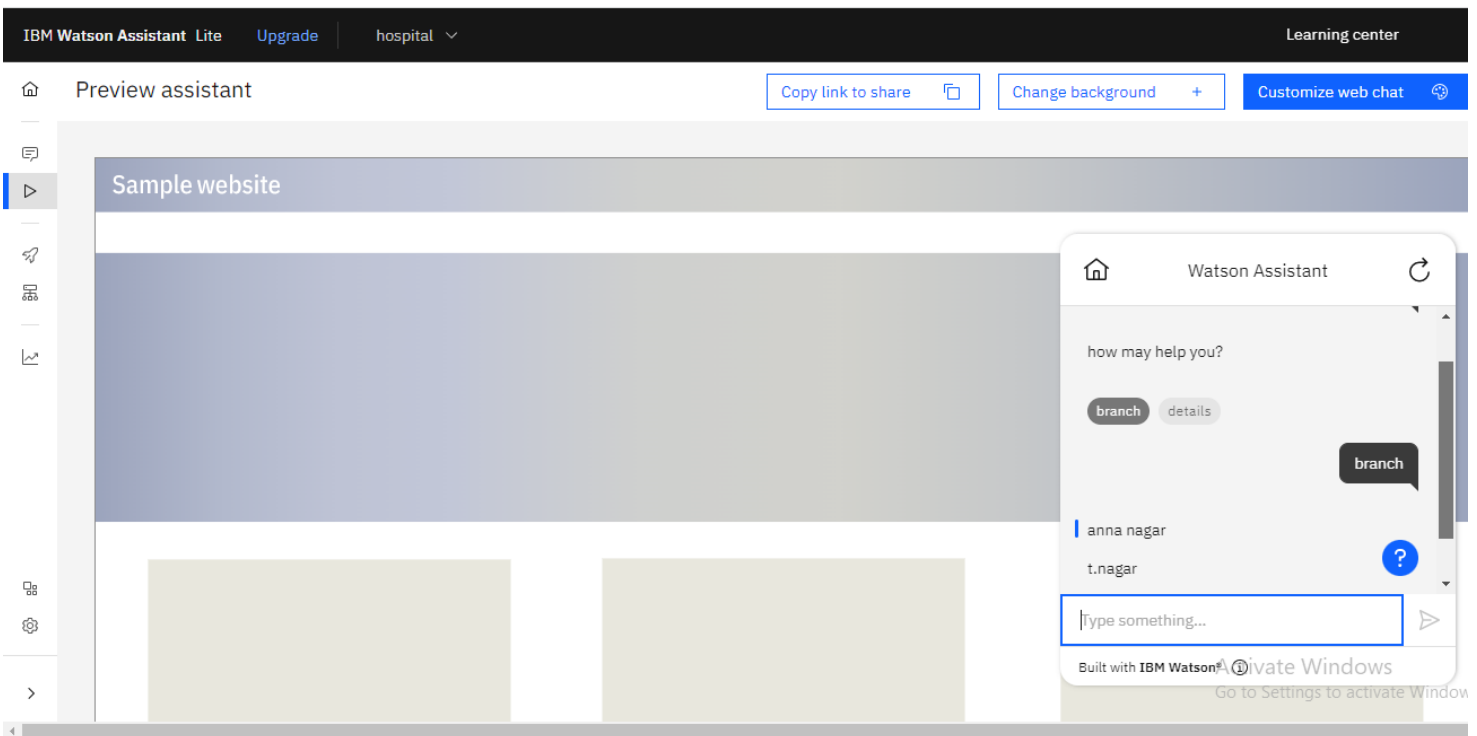 IBM Watson Assistant Lite Upgrade hospital Learning center
Preview assistant Copy link to share Change background + Customize web chat
Sample website
Watson Assistant
how may help you?
branch details
branch
anna nagar
t.nagar
?
Type something...
Built with IBM Watson®
Activate Windows
Go to Settings to activate Window